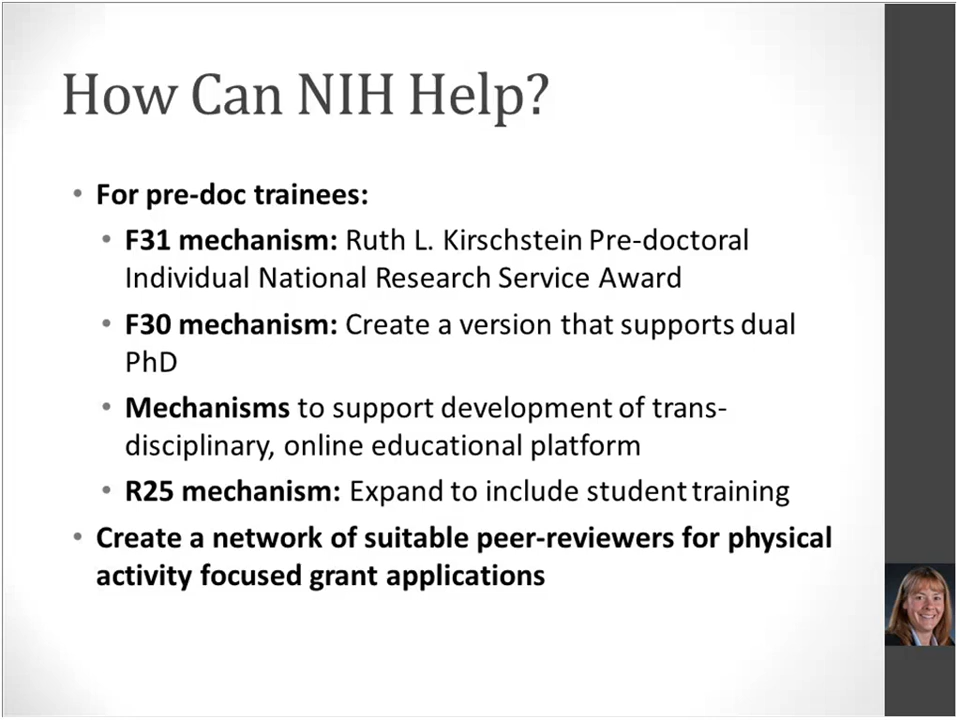 How Can NIH Help?
• For pre-doc trainees:
• F31 mechanism: Ruth L. Kirschstein Pre-doctoral
Individual National Research Service Award
• F30 mechanism: Create a version that supports dual
PhD
• Mechanisms to support development of trans-
disciplinary, online educational platform
• R25 mechanism: Expand to include student training
• Create a network of suitable peer-reviewers for physical
activity focused grant applications